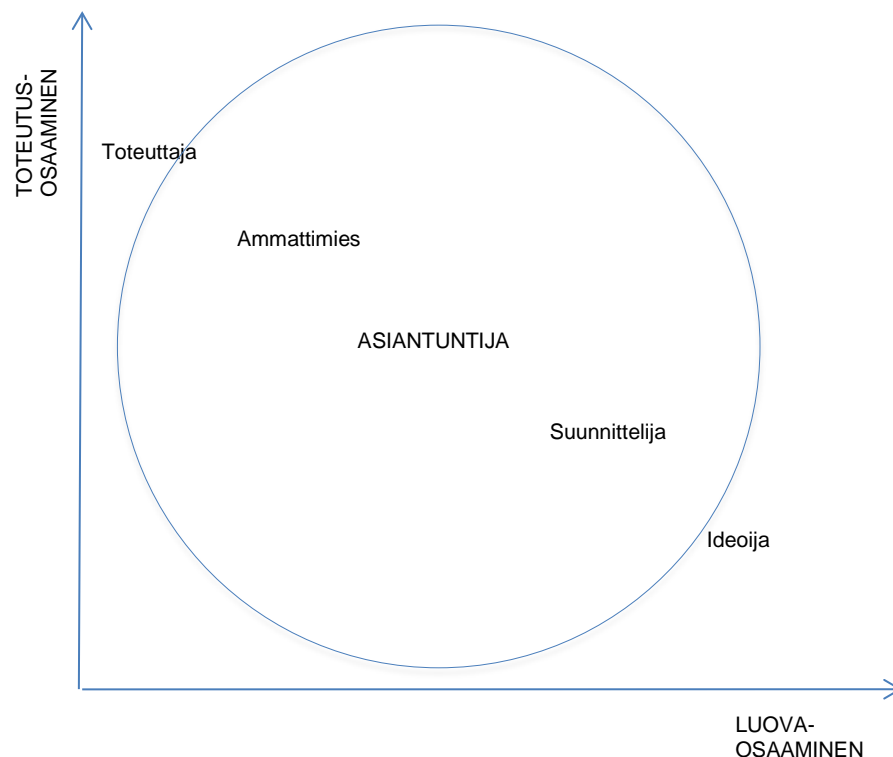 TOTEUTUS-
OSAAMINEN
Toteuttaja
Ammattimies
ASIANTUNTIJA
Suunnittelija
Ideoija
LUOVA-
OSAAMINEN